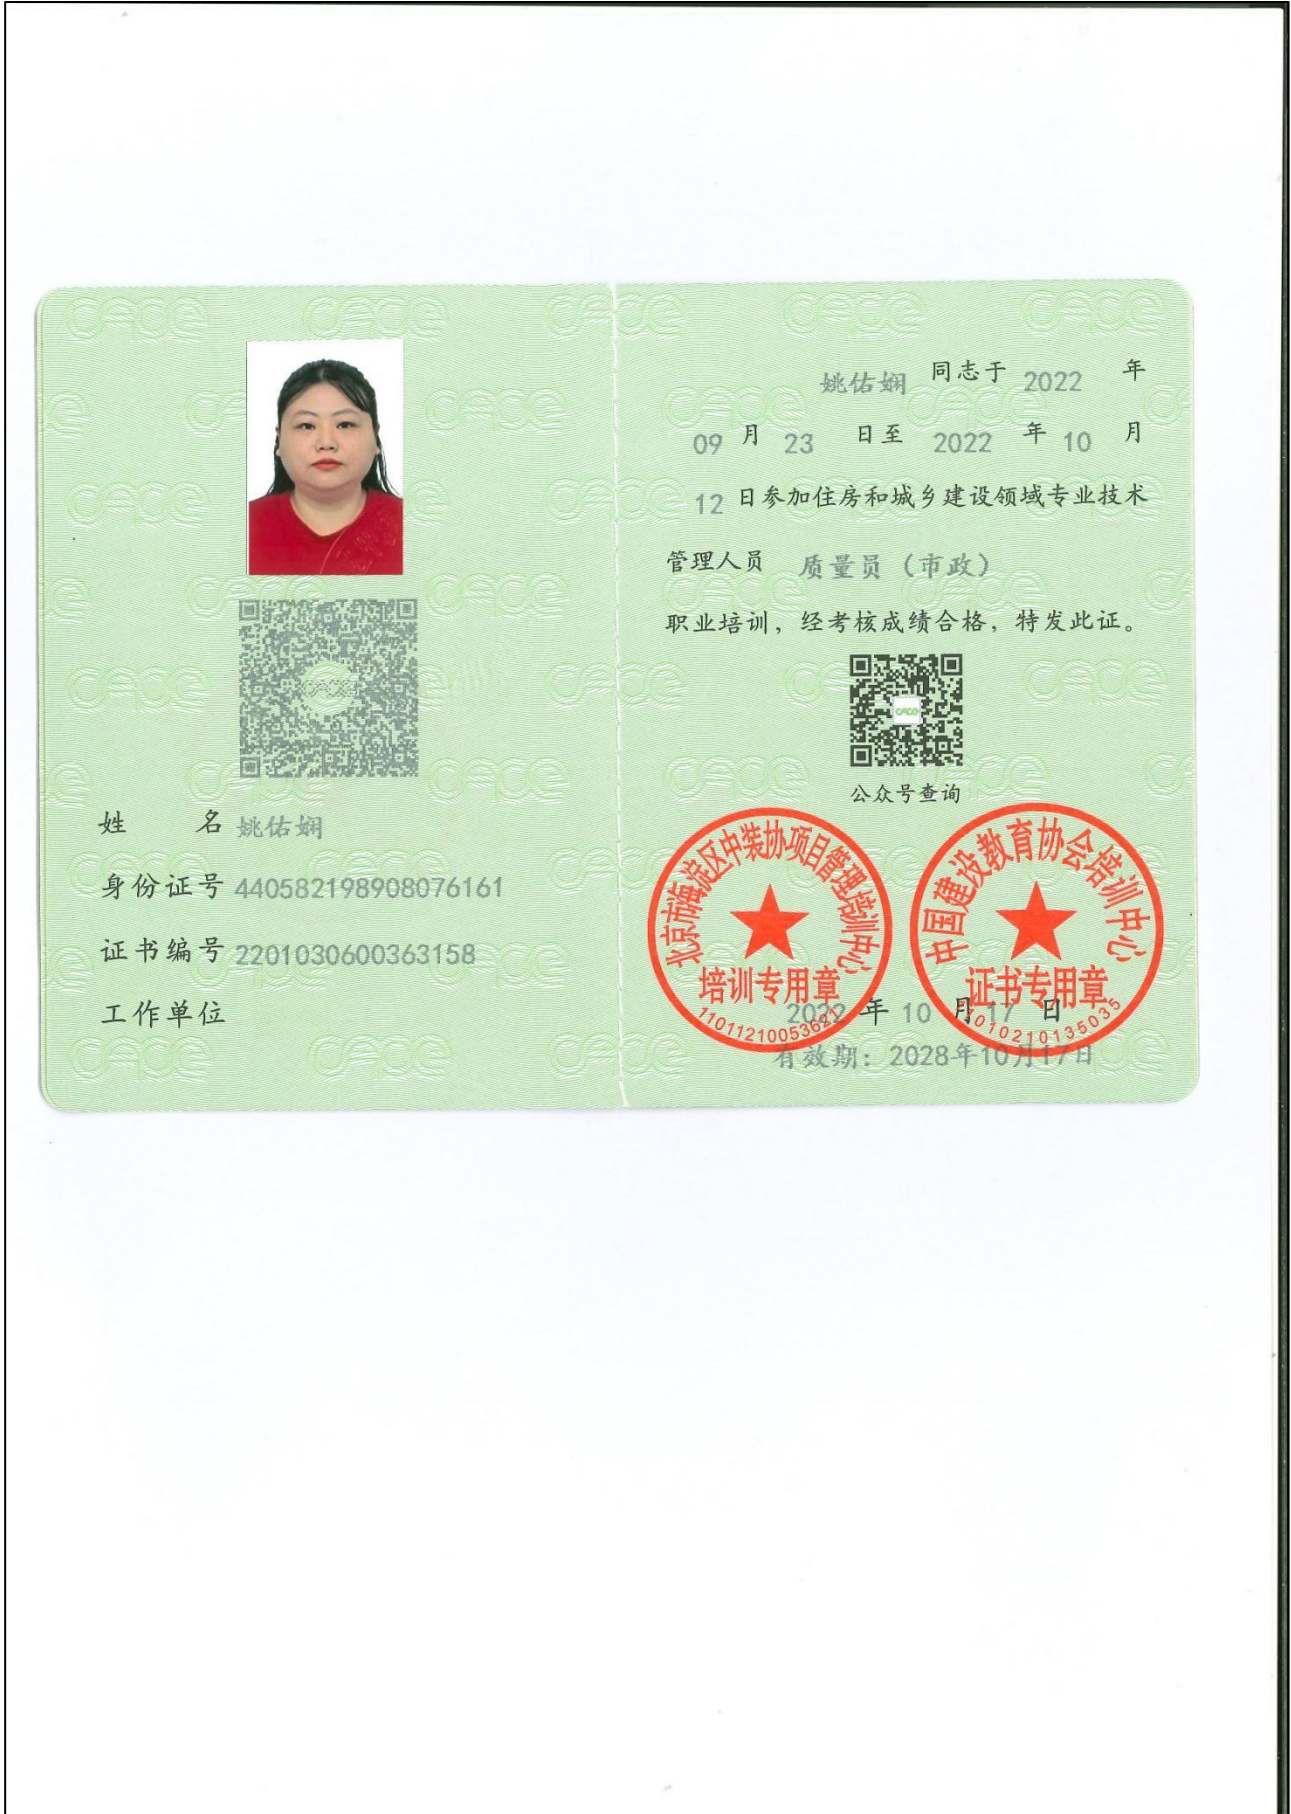 姓名 姚佑娴
身份证号 440582198908076161
证书编号 2201030600363158
工作单位
姚佑娴 同志于 2022 年
09 月 23 日至 2022 年 10 月
12 日参加住房和城乡建设领域专业技术
管理人员 质量员（市政）
职业培训，经考核成绩合格，特发此证。
公众号查询
北京市海淀区中装协项目管理培训中心
培训专用章
11011210053621
中国建设教育协会培训中心
证书专用章
11010210135035
2022 年 10 月 17 日
有效期：2028年10月17日